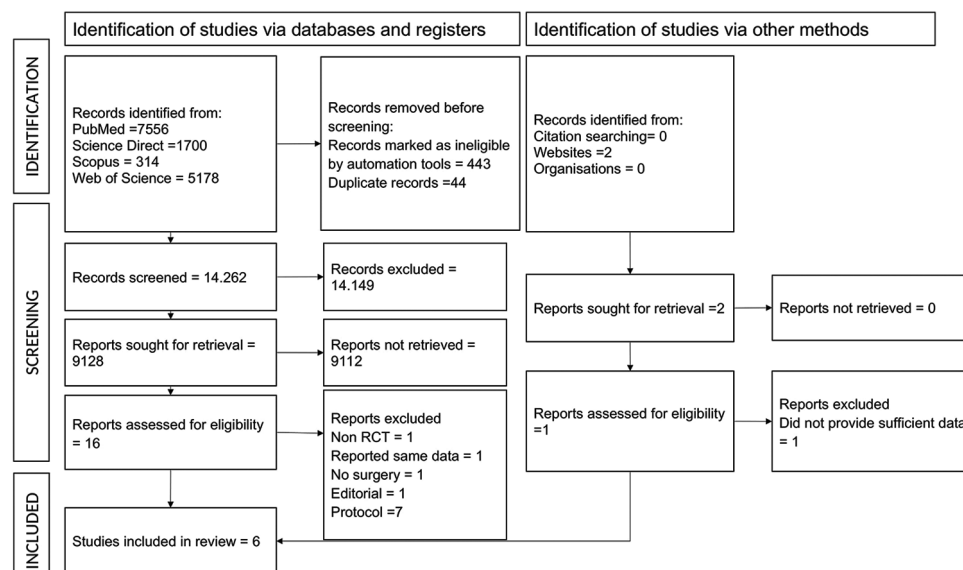 Identification of studies via databases and registers
Identification of studies via other methods
IDENTIFICATION
Records identified from:
PubMed =7556
Science Direct =1700
Scopus = 314
Web of Science = 5178
Records removed before
screening:
Records marked as ineligible
by automation tools = 443
Duplicate records =44
Records identified from:
Citation searching= 0
Websites =2
Organisations = 0
SCREENING
Records screened = 14.262
Records excluded =
14.149
Reports sought for retrieval =
9128
Reports not retrieved =
9112
Reports sought for retrieval =2
Reports not retrieved = 0
Reports assessed for eligibility
= 16
Reports excluded
Non RCT = 1
Reported same data = 1
No surgery = 1
Editorial = 1
Protocol =7
Reports assessed for eligibility
=1
Reports excluded
Did not provide sufficient data
= 1
INCLUDED
Studies included in review = 6